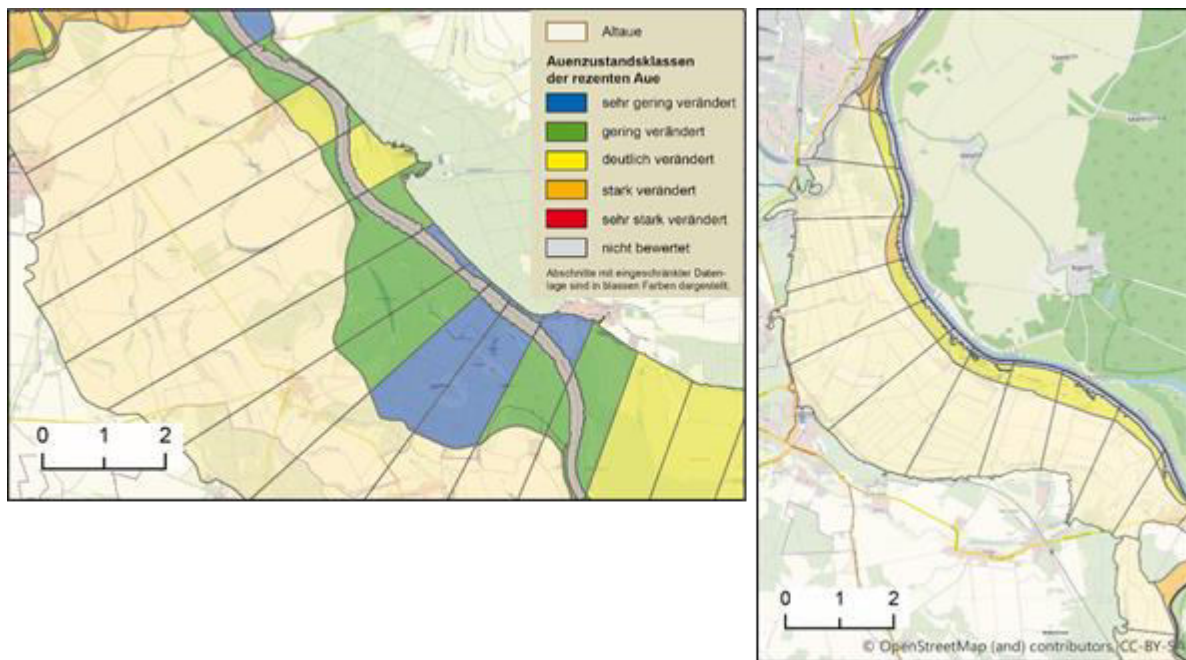 Altaue
Auenzustandsklassen
der rezenten Aue
sehr gering verändert
gering verändert
deutlich verändert
stark verändert
sehr stark verändert
nicht bewertet
Abschnitte mit eingeschränkter Daten-
lage sind in blassen Farben dargestellt.
0 1 2
0 1 2
© OpenStreetMap (and) contributors, CC-BY-S